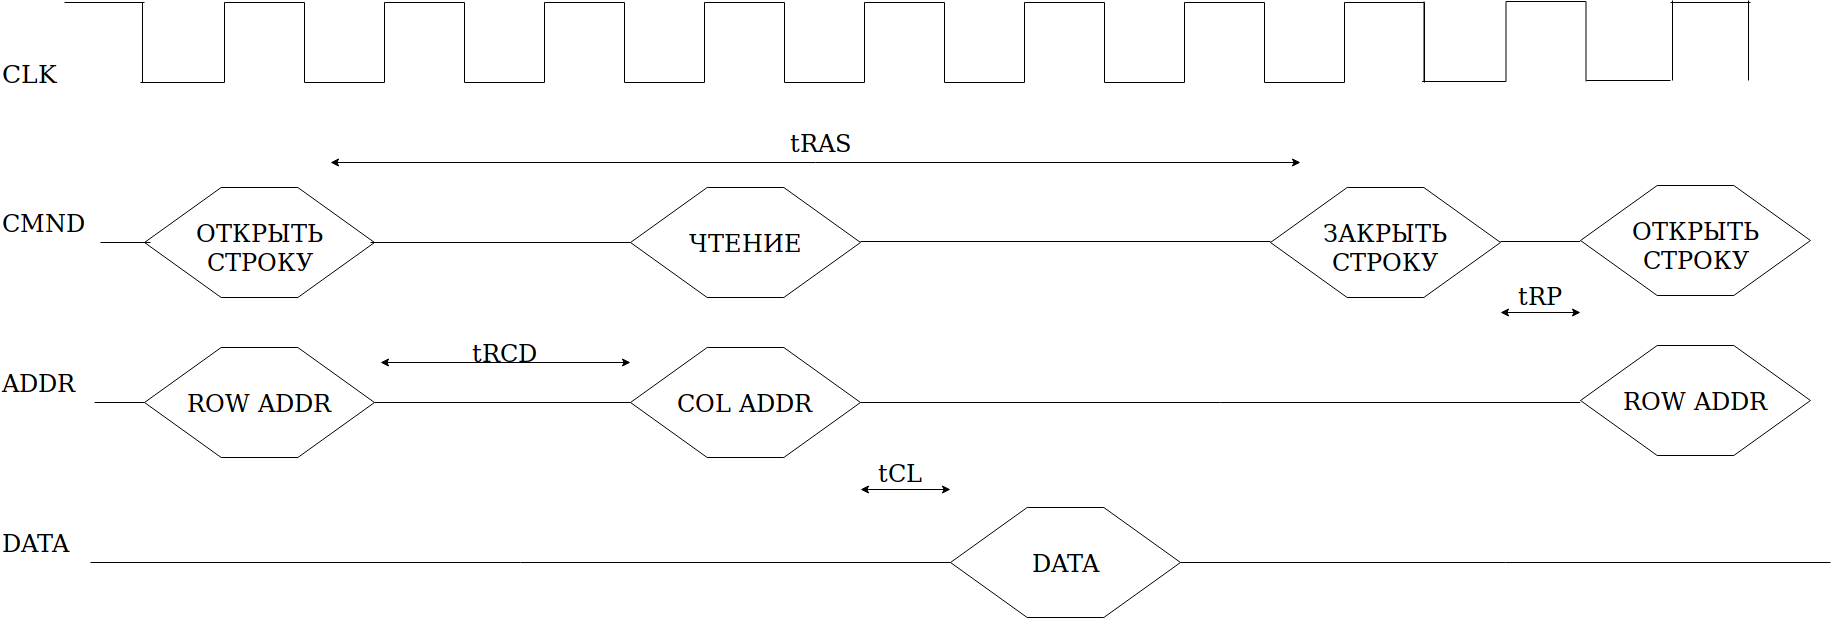 CLK
tRAS
CMND
ОТКРЫТЬ
СТРОКУ
ЧТЕНИЕ
ЗАКРЫТЬ
СТРОКУ
ОТКРЫТЬ
СТРОКУ
tRP
tRCD
ADDR
ROW ADDR
COL ADDR
ROW ADDR
tCL
DATA
DATA